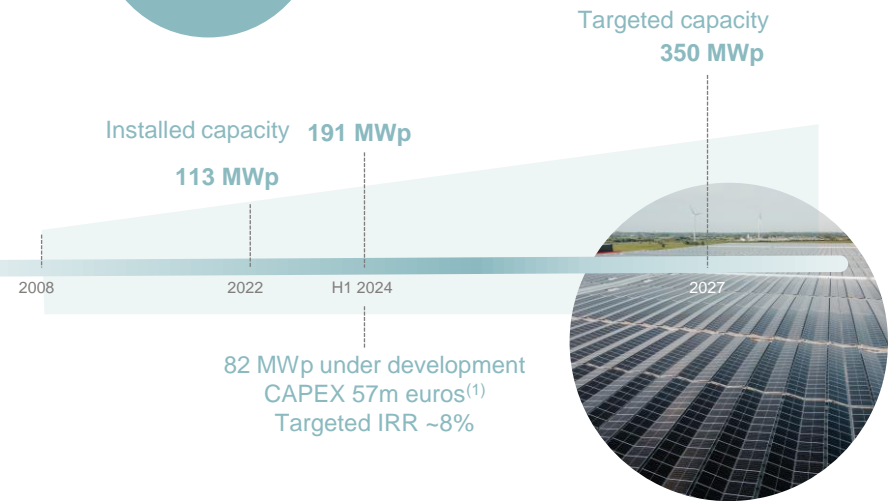 Targeted capacity
350 MWp
Installed capacity 191 MWp
113 MWp
2008
2022
H1 2024
2027
82 MWp under development
CAPEX 57m euros(1)
Targeted IRR ~8%